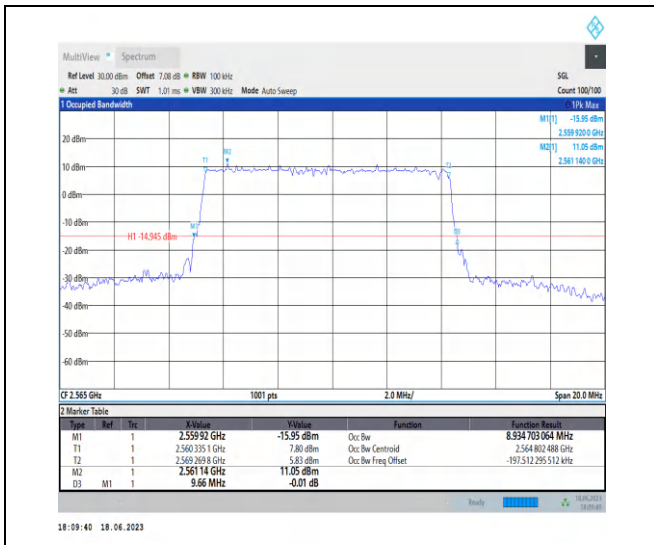 MultiView Spectrum
Ref Level 30.00 dBm Offset 7.08 dB RBW 100 kHz SGL
Att 30 dB SWT 1.01 ms VBW 300 kHz Mode Auto Sweep Count 100/100
1 Occupied Bandwidth 1Pk Max
M1[1] -15.95 dBm
2.559 920 0 GHz
M2[1] 11.05 dBm
2.561 140 0 GHz
20 dBm
M2
T1
T2
10 dBm
0 dBm
-10 dBm
M1
H1 -14.945 dBm
D3
-20 dBm
-30 dBm
-40 dBm
-50 dBm
-60 dBm
CF 2.565 GHz 1001 pts 2.0 MHz/ Span 20.0 MHz
2 Marker Table
Type Ref Trc X-Value Y-Value Function Function Result
M1 1 2.55992 GHz -15.95 dBm Occ Bw 8.934 703 064 MHz
T1 1 2.560 335 1 GHz 7.80 dBm Occ Bw Centroid 2.564 802 488 GHz
T2 1 2.569 269 8 GHz 5.83 dBm Occ Bw Freq Offset -197.512 295 512 kHz
M2 1 2.56114 GHz 11.05 dBm
D3 M1 1 9.66 MHz -0.01 dB
Ready 18.06.2023
18:09:40
18:09:40 18.06.2023